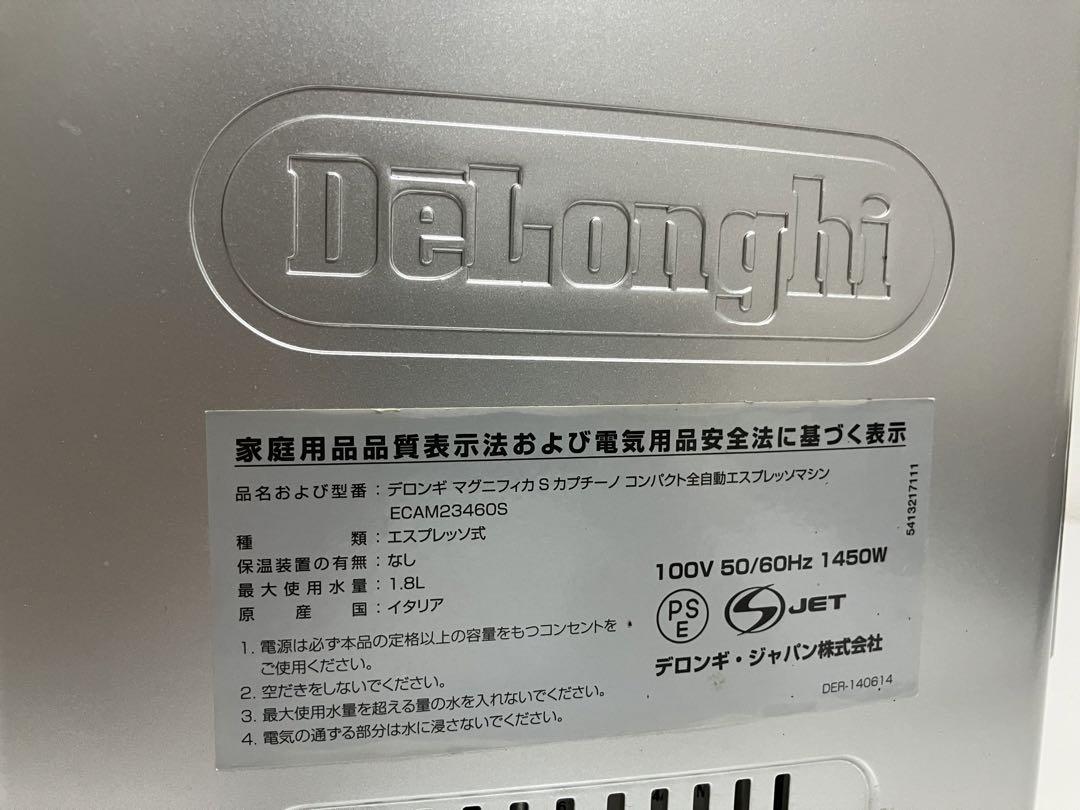 DēLonghi
家庭用品品質表示法および電気用品安全法に基づく表示
品名および型番：デロンギ マグニフィカ S カプチーノ コンパクト全自動エスプレッソマシン
ECAM23460S
種類：エスプレッソ式
保温装置の有無：なし
最大使用水量：1.8L
原産国：イタリア
1. 電源は必ず本品の定格以上の容量をもつコンセントを
ご使用ください。
2. 空だきをしないでください。
3. 最大使用水量を超える量の水を入れないでください。
4. 電気の通ずる部分は水に浸さないでください。
100V 50/60Hz 1450W
PS
E
S JET
デロンギ・ジャパン株式会社
DER-140614
5413217111